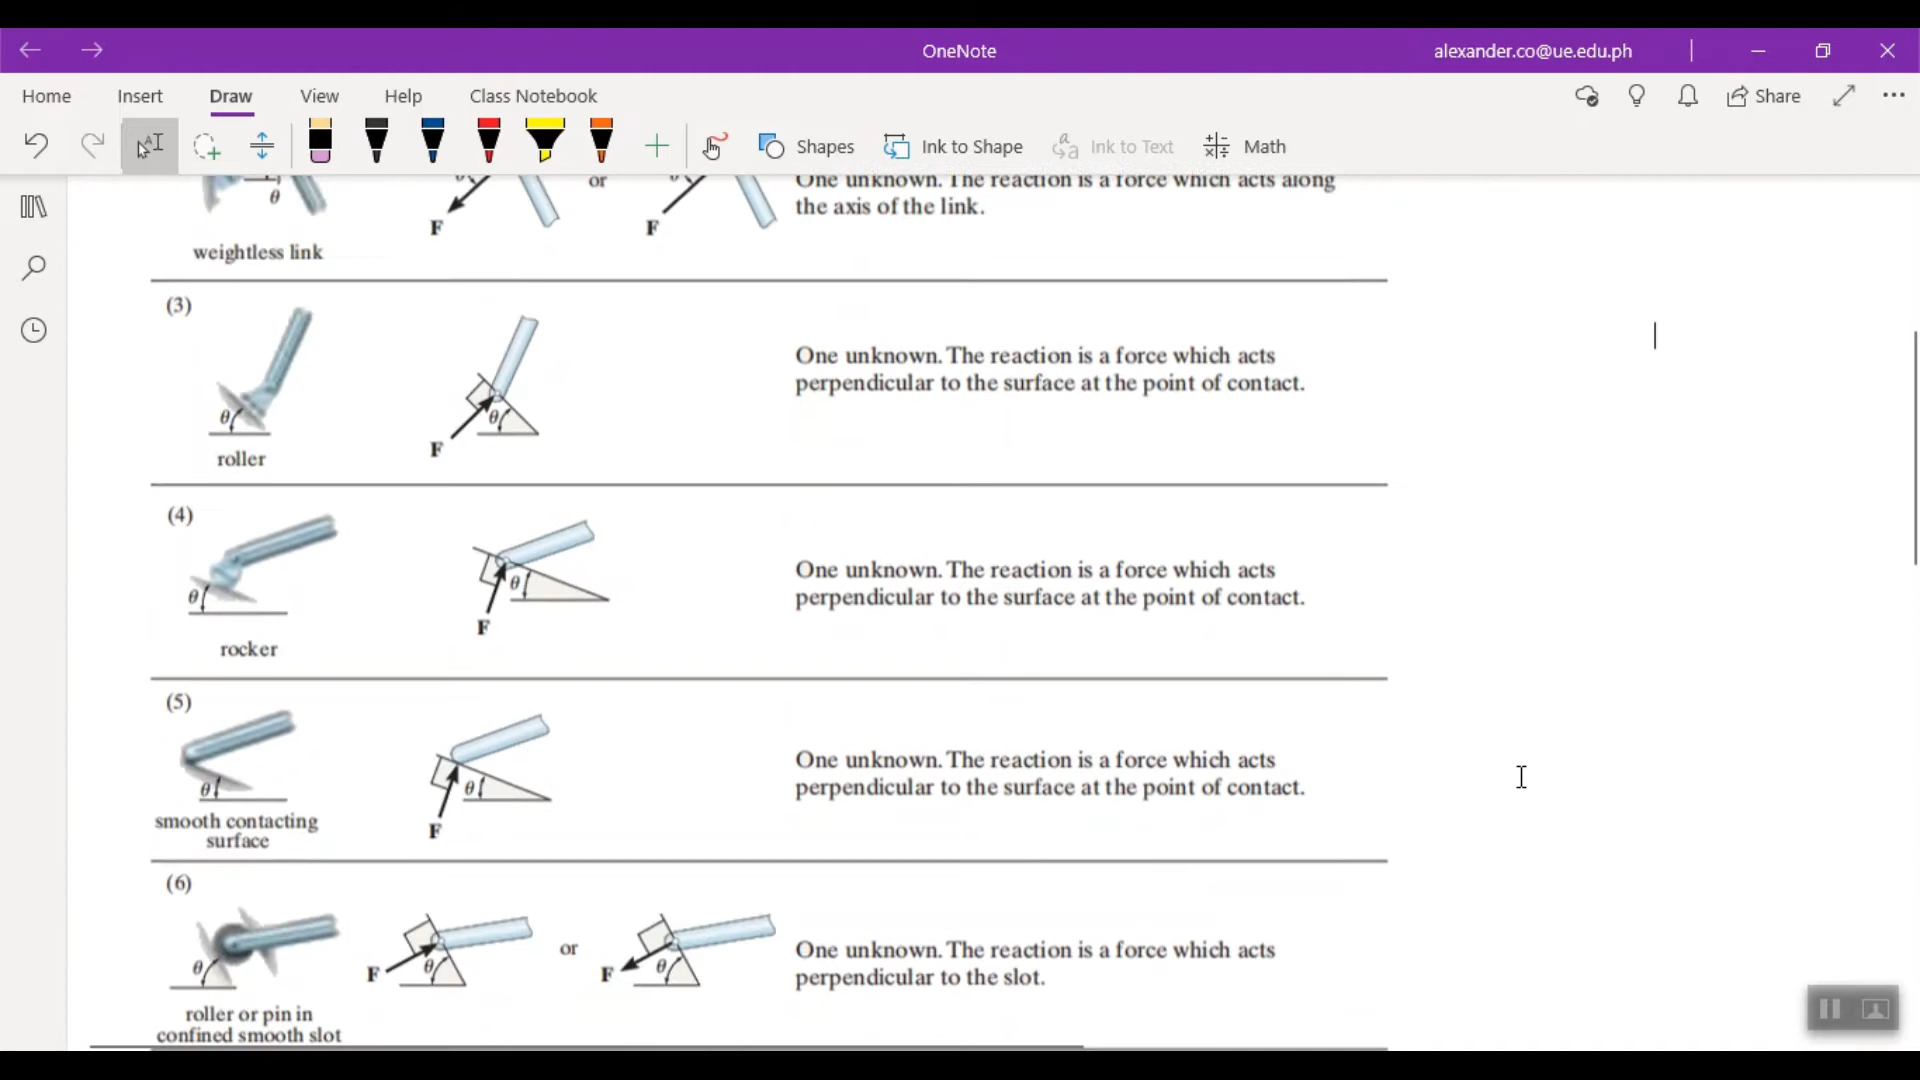 OneNote
alexander.co@ue.edu.ph
Home
Insert
Draw
View
Help
Class Notebook
Share
Shapes
Ink to Shape
Ink to Text
Math
θ
F
or
F
One unknown. The reaction is a force which acts along
the axis of the link.
weightless link
(3)
θ
roller
θ
F
One unknown. The reaction is a force which acts
perpendicular to the surface at the point of contact.
(4)
θ
rocker
θ
F
One unknown. The reaction is a force which acts
perpendicular to the surface at the point of contact.
(5)
θ
smooth contacting
surface
θ
F
One unknown. The reaction is a force which acts
perpendicular to the surface at the point of contact.
(6)
θ
roller or pin in
confined smooth slot
F
θ
or
F
θ
One unknown. The reaction is a force which acts
perpendicular to the slot.